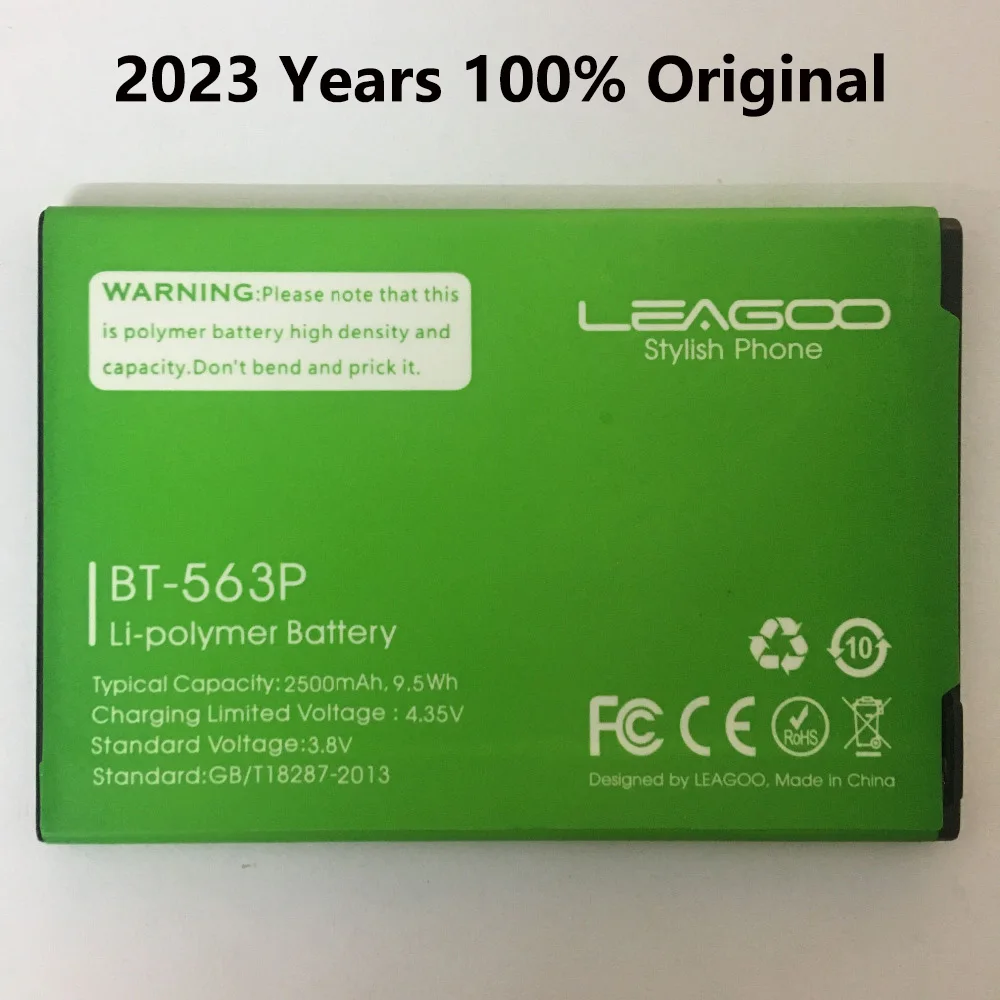 2023 Years 100% Original
WARNING:Please note that this
is polymer battery high density and
capacity.Don't bend and prick it.
LEAGOO
Stylish Phone
BT-563P
Li-polymer Battery
Typical Capacity:2500mAh, 9.5Wh
Charging Limited Voltage : 4.35V
Standard Voltage:3.8V
Standard:GB/T18287-2013
10
FC CE RoHS
Designed by LEAGOO, Made in China